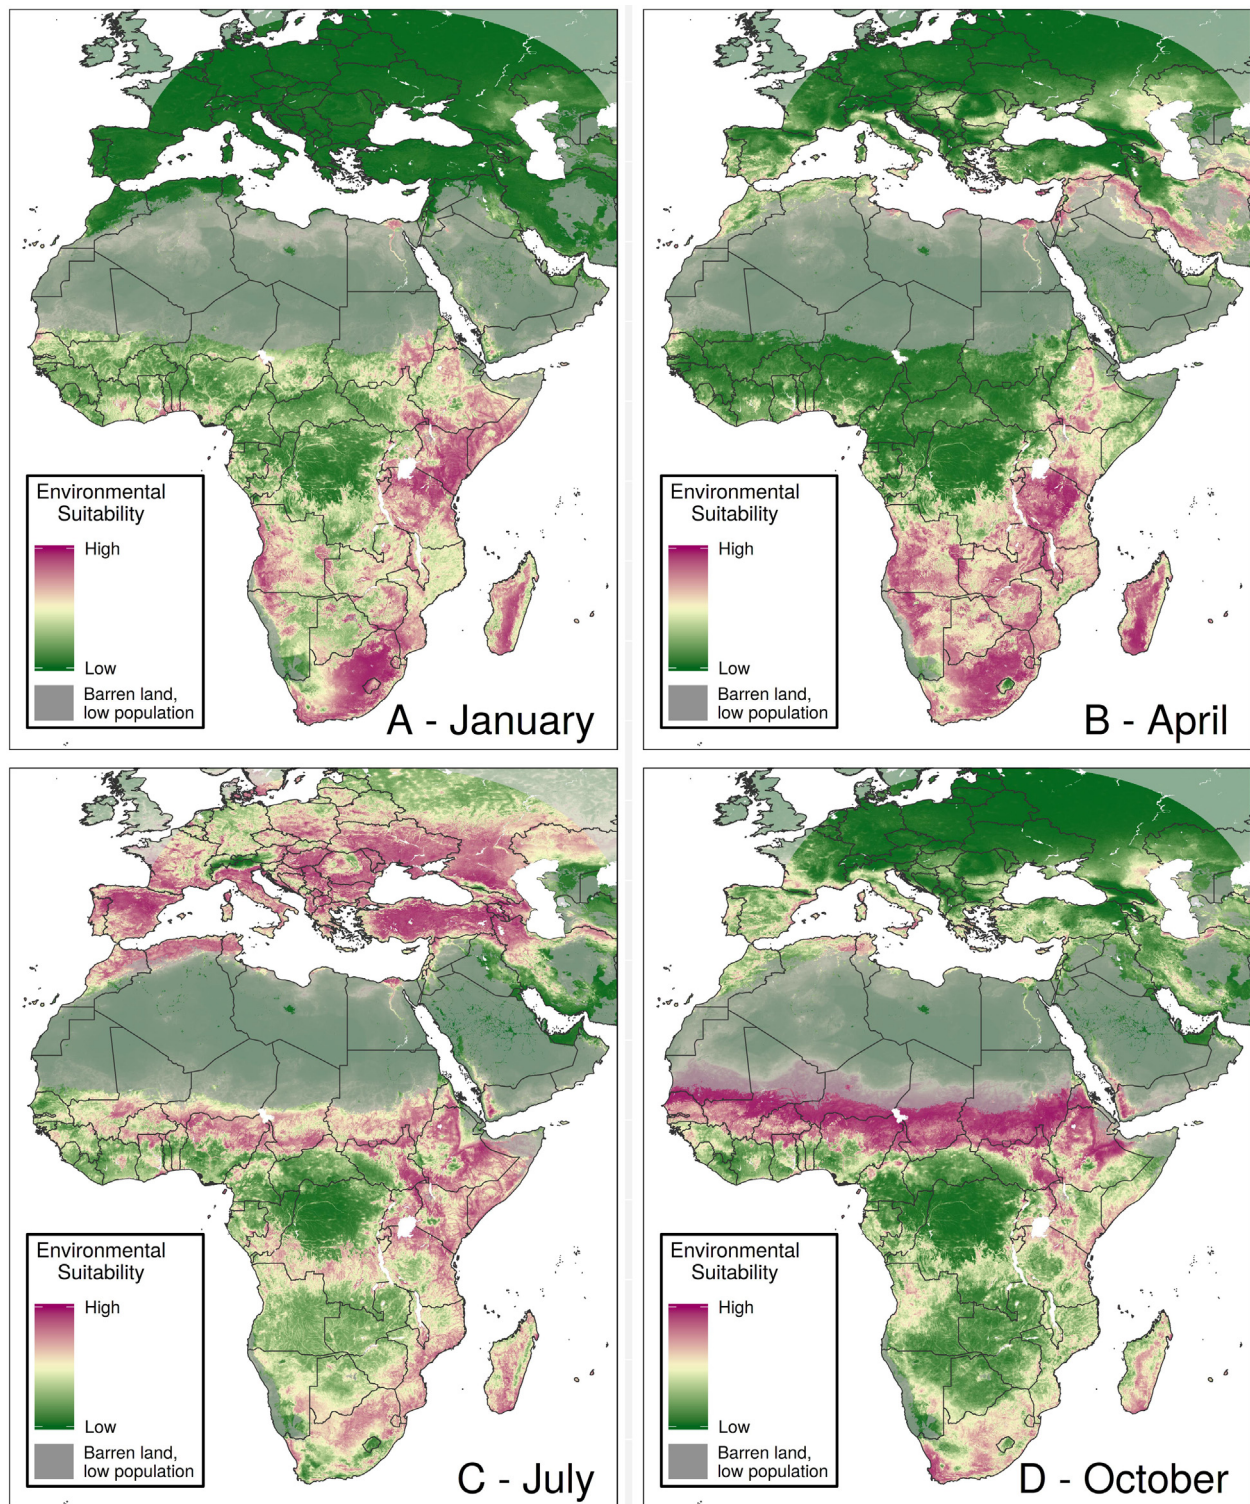 Environmental
Suitability
High
Low
Barren land,
low population
A - January
Environmental
Suitability
High
Low
Barren land,
low population
B - April
Environmental
Suitability
High
Low
Barren land,
low population
C - July
Environmental
Suitability
High
Low
Barren land,
low population
D - October